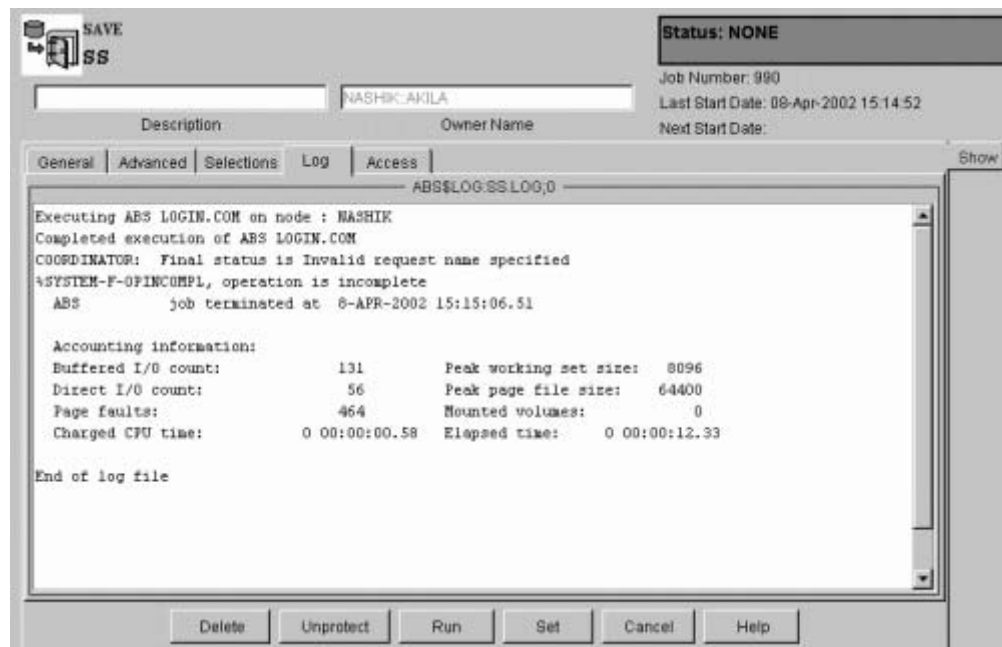 SAVE
SS
Status: NONE
Job Number: 990
NASHIK::AKILA
Last Start Date: 08-Apr-2002 15:14:52
Description
Owner Name
Next Start Date:
General
Advanced
Selections
Log
Access
Show
ABS$LOG:SS.LOG;0
Executing ABS LOGIN.COM on node : NASHIK
Completed execution of ABS LOGIN.COM
COORDINATOR: Final status is Invalid request name specified
%SYSTEM-F-OPINCOMPL, operation is incomplete
ABS job terminated at 8-APR-2002 15:15:06.51
Accounting information:
Buffered I/O count: 131 Peak working set size: 8096
Direct I/O count: 56 Peak page file size: 64400
Page faults: 464 Mounted volumes: 0
Charged CPU time: 0 00:00:00.58 Elapsed time: 0 00:00:12.33
End of log file
Delete
Unprotect
Run
Set
Cancel
Help